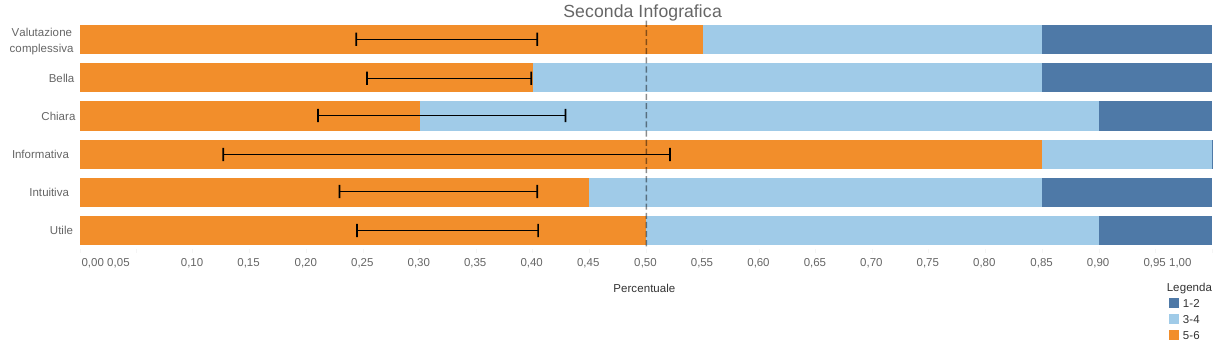 Seconda Infografica
Valutazione
complessiva
Bella
Chiara
Informativa
Intuitiva
Utile
0,00 0,05 0,10 0,15 0,20 0,25 0,30 0,35 0,40 0,45 0,50 0,55 0,60 0,65 0,70 0,75 0,80 0,85 0,90 0,95 1,00
Percentuale
Legenda
1-2
3-4
5-6